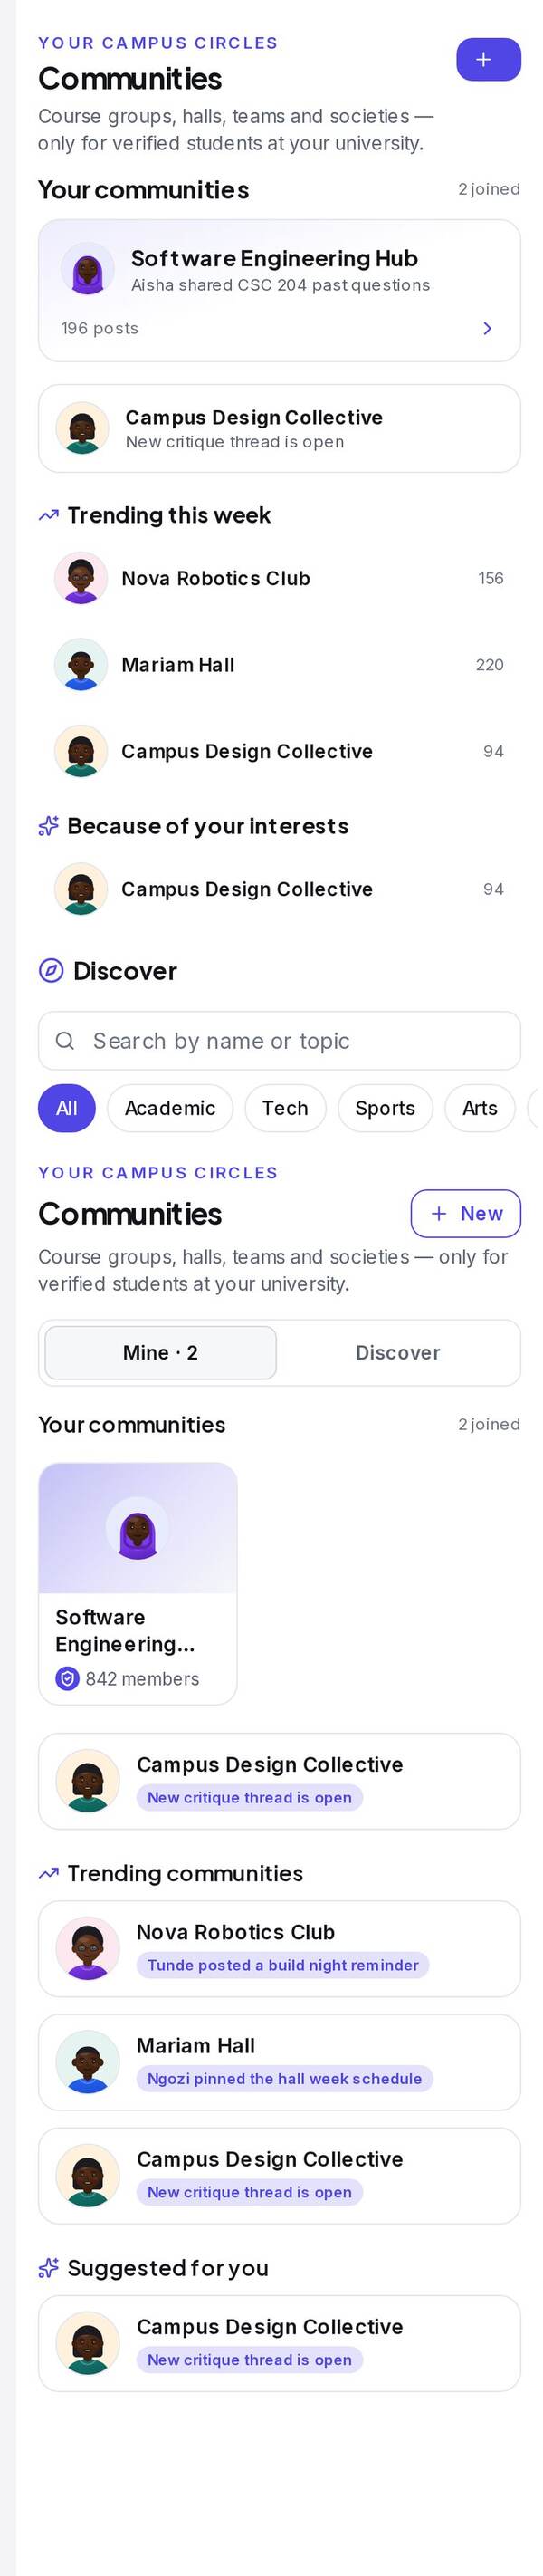 YOUR CAMPUS CIRCLES
Communities
Course groups, halls, teams and societies —
only for verified students at your university.
Your communities
2 joined
Software Engineering Hub
Aisha shared CSC 204 past questions
196 posts
Campus Design Collective
New critique thread is open
Trending this week
Nova Robotics Club
156
Mariam Hall
220
Campus Design Collective
94
Because of your interests
Campus Design Collective
94
Discover
Search by name or topic
All
Academic
Tech
Sports
Arts
YOUR CAMPUS CIRCLES
Communities
New
Course groups, halls, teams and societies — only for
verified students at your university.
Mine · 2
Discover
Your communities
2 joined
Software
Engineering...
842 members
Campus Design Collective
New critique thread is open
Trending communities
Nova Robotics Club
Tunde posted a build night reminder
Mariam Hall
Ngozi pinned the hall week schedule
Campus Design Collective
New critique thread is open
Suggested for you
Campus Design Collective
New critique thread is open